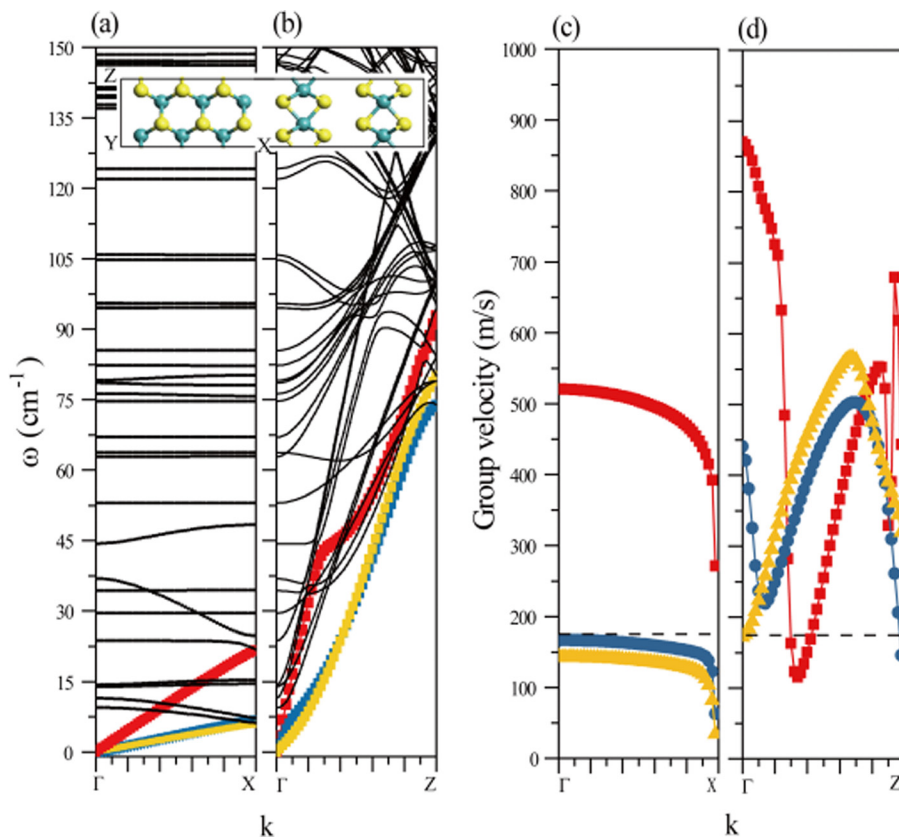 (a)
(b)
(c)
(d)
150
135
120
105
90
75
60
45
30
15
0
ω (cm⁻¹)
Z
Y
X
Γ
X
Γ
Z
k
1000
900
800
700
600
500
400
300
200
100
0
Group velocity (m/s)
Γ
X
Γ
Z
k